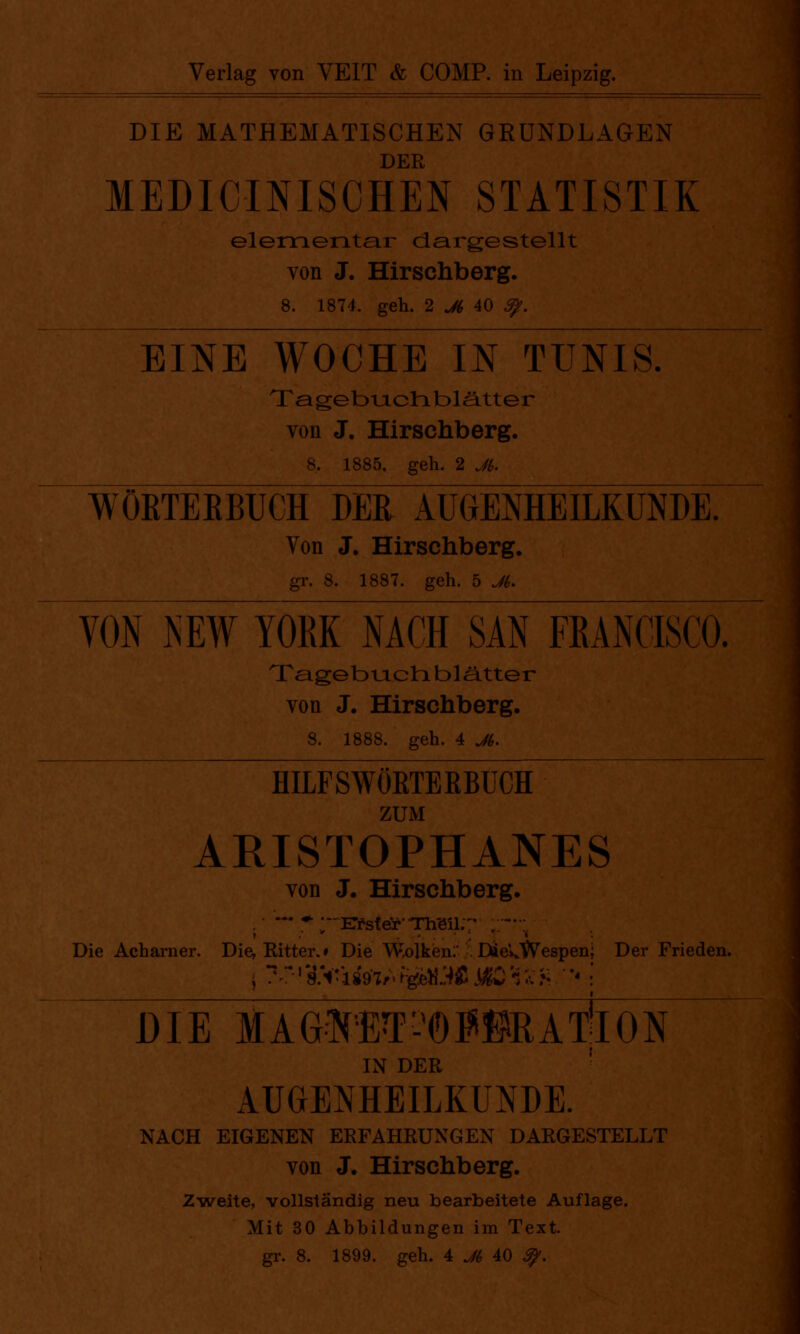 Verlag von VEIT & COMP. in Leipzig.
DIE MATHEMATISCHEN GRUNDLAGEN
DER
MEDICINISCHEN STATISTIK
elementar dargestellt
von J. Hirschberg.
8. 1874. geh. 2 ℳ 40 ₰.
EINE WOCHE IN TUNIS.
Tagebuchblätter
von J. Hirschberg.
8. 1885. geh. 2 ℳ.
WÖRTERBUCH DER AUGENHEILKUNDE.
Von J. Hirschberg.
gr. 8. 1887. geh. 5 ℳ.
VON NEW YORK NACH SAN FRANCISCO.
Tagebuchblätter
von J. Hirschberg.
8. 1888. geh. 4 ℳ.
HILFSWÖRTERBUCH
ZUM
ARISTOPHANES
von J. Hirschberg.
Erster Theil.
Die Acharner. Die Ritter. Die Wolken. Die Wespen. Der Frieden.
8. geh.
DIE MAGNET-OPERATION
IN DER
AUGENHEILKUNDE.
NACH EIGENEN ERFAHRUNGEN DARGESTELLT
von J. Hirschberg.
Zweite, vollständig neu bearbeitete Auflage.
Mit 30 Abbildungen im Text.
gr. 8. 1899. geh. 4 ℳ 40 ₰.